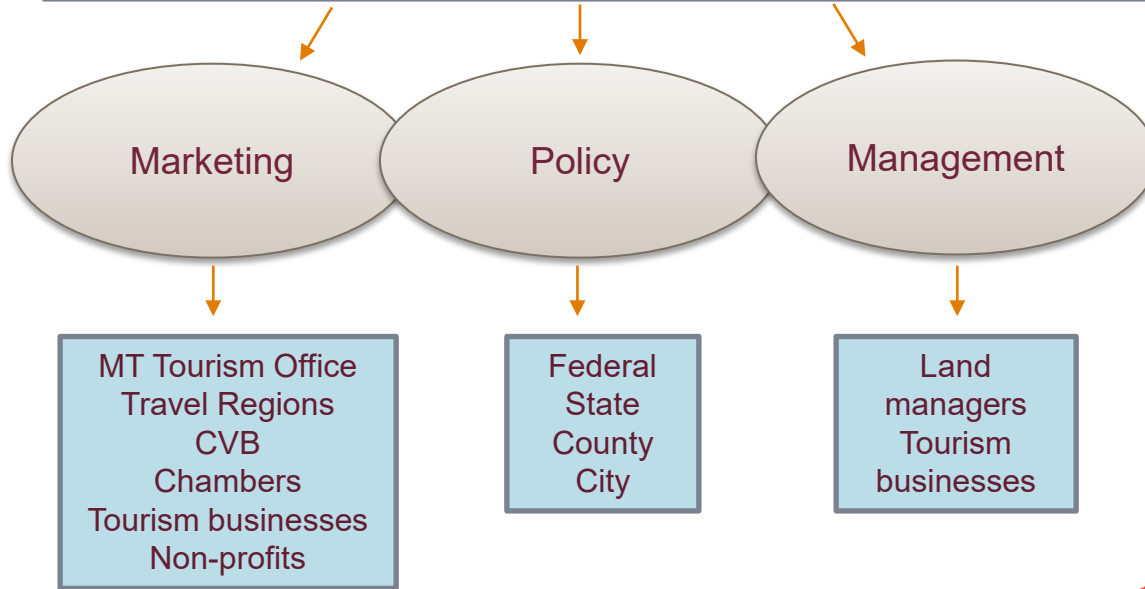 Marketing
Policy
Management
MT Tourism Office
Travel Regions
CVB
Chambers
Tourism businesses
Non-profits
Federal
State
County
City
Land
managers
Tourism
businesses